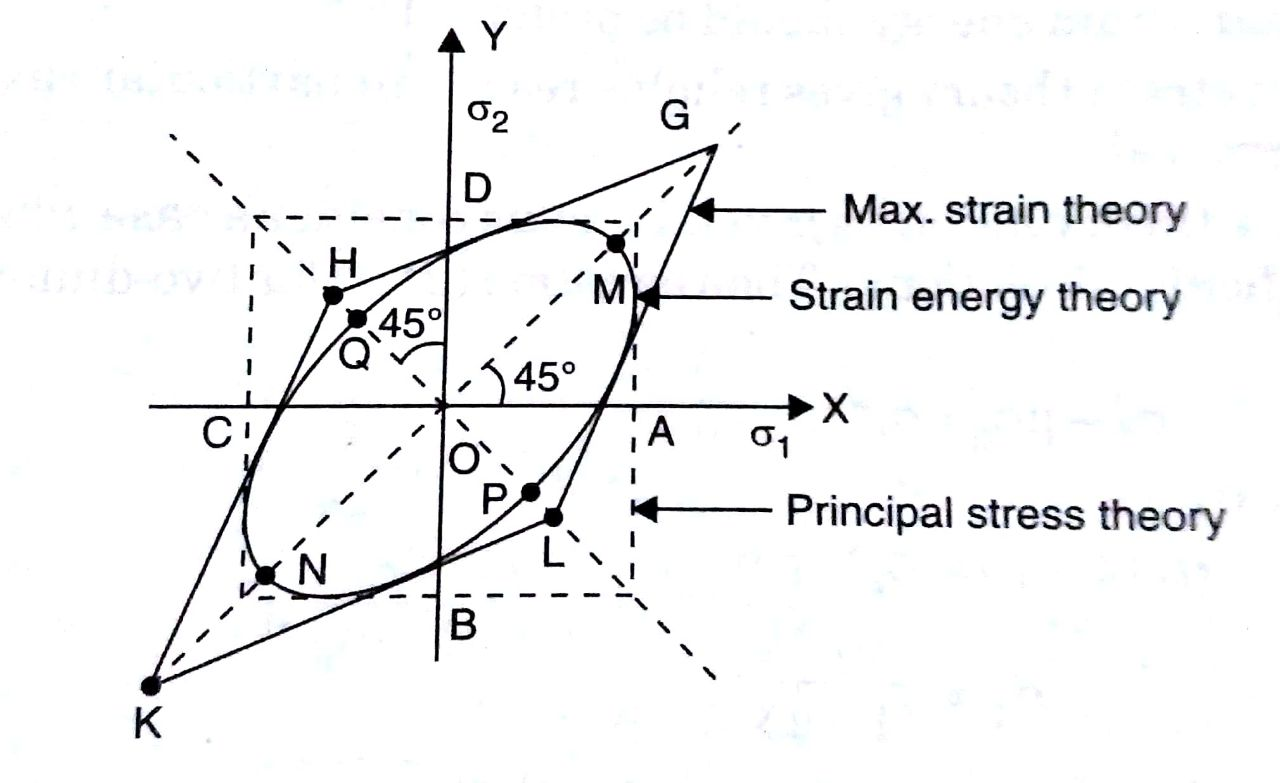 Y
σ2
G
D
Max. strain theory
H
M
Strain energy theory
45°
Q
45°
X
C
A
σ1
O
P
Principal stress theory
L
N
B
K